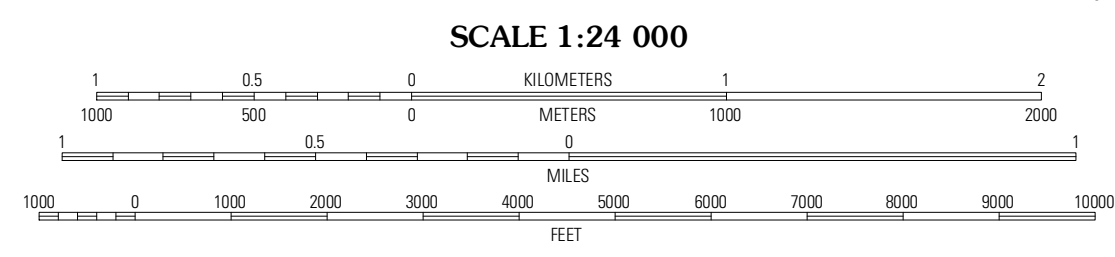 SCALE 1:24 000
1 0.5 0 KILOMETERS 1 2
1000 500 0 METERS 1000 2000
1 0.5 0 1
MILES
1000 0 1000 2000 3000 4000 5000 6000 7000 8000 9000 10000
FEET